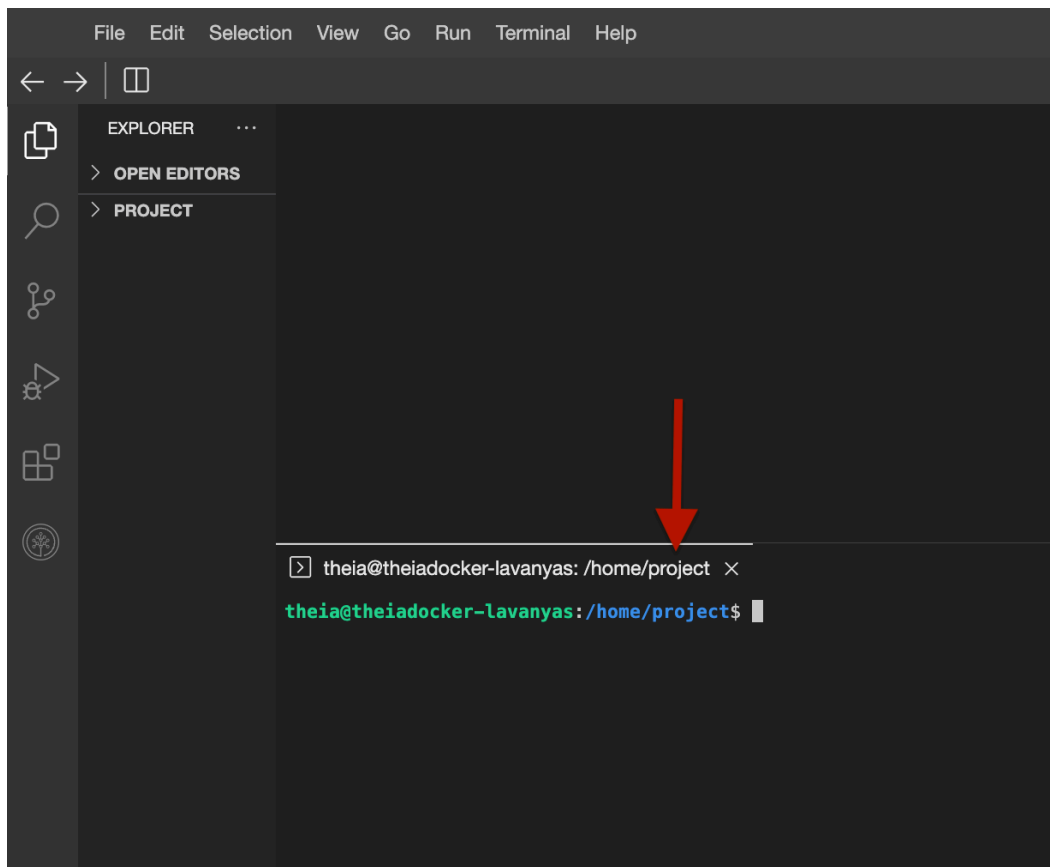 File Edit Selection View Go Run Terminal Help
EXPLORER ...
OPEN EDITORS
PROJECT
theia@theiadocker-lavanyas: /home/project
theia@theiadocker-lavanyas:/home/project$